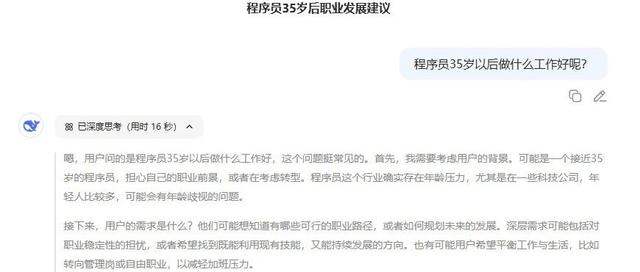 程序员35岁后职业发展建议
程序员35岁以后做什么工作好呢？
已深度思考（用时 16 秒）
嗯，用户问的是程序员35岁以后做什么工作好，这个问题挺常见的。首先，我需要考虑用户的背景。可能是一个接近35
岁的程序员，担心自己的职业前景，或者在考虑转型。程序员这个行业确实存在年龄压力，尤其是在一些科技公司，年
轻人比较多，可能会有年龄歧视的问题。
接下来，用户的需求是什么？他们可能想知道有哪些可行的职业路径，或者如何规划未来的发展。深层需求可能包括对
职业稳定性的担忧，或者希望找到既能利用现有技能，又能持续发展的方向。也有可能用户希望平衡工作与生活，比如
转向管理岗或自由职业，以减轻加班压力。